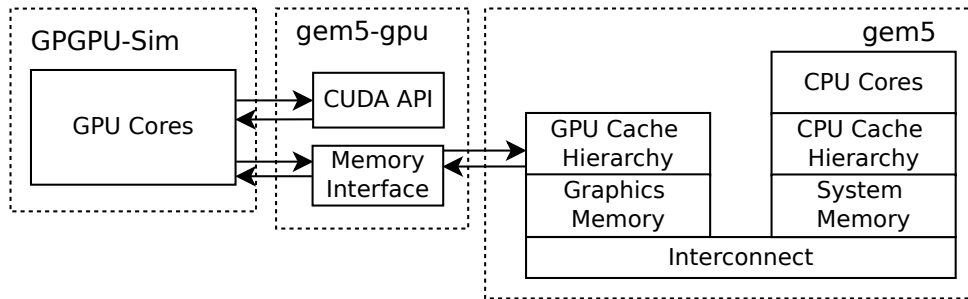 GPGPU-Sim
GPU Cores
gem5-gpu
CUDA API
Memory
Interface
gem5
CPU Cores
GPU Cache
Hierarchy
CPU Cache
Hierarchy
Graphics
Memory
System
Memory
Interconnect